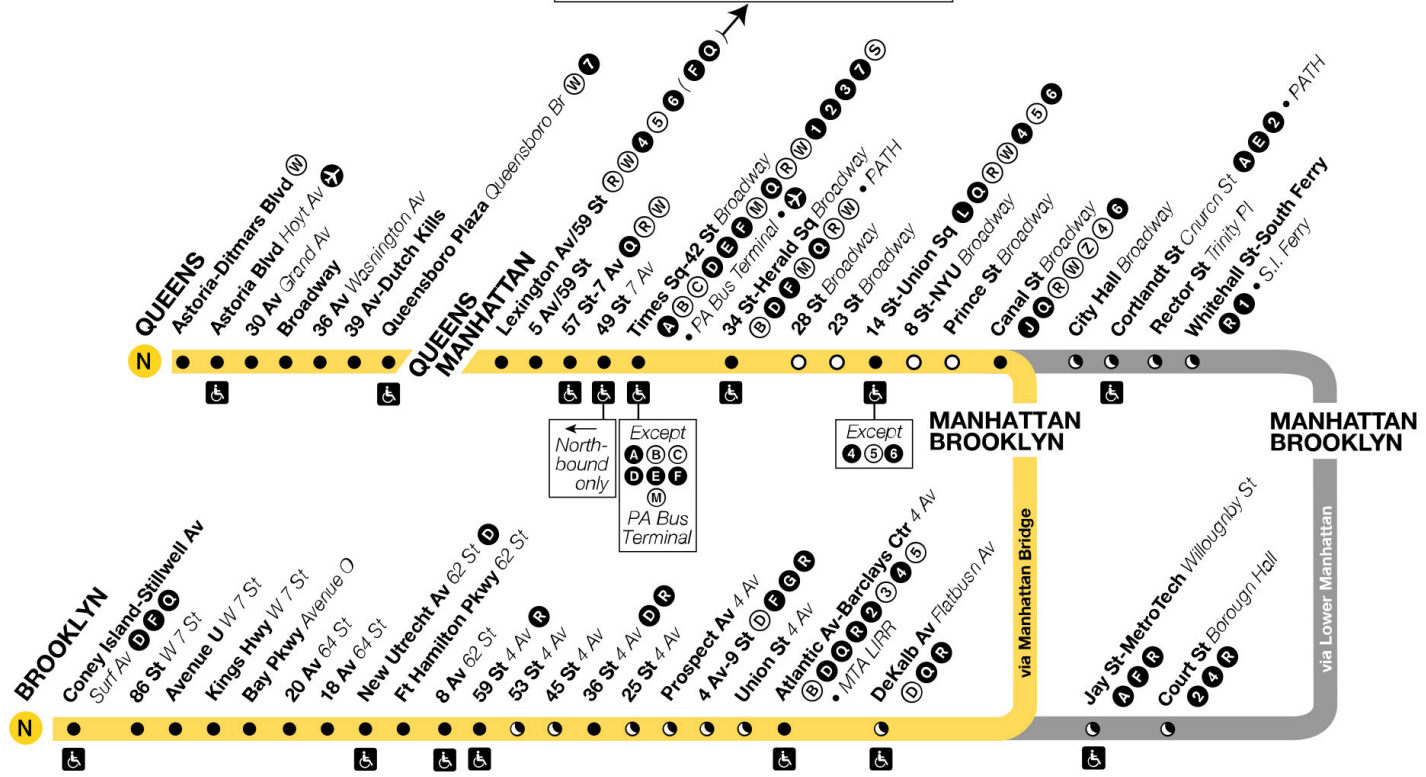 QUEENS
Astoria-Ditmars Blvd W
Astoria Blvd Hoyt Av
30 Av Grand Av
Broadway
36 Av Wasnington Av
39 Av-Dutch Kills
Queensboro Plaza Queensboro Br W 7
QUEENS
MANHATTAN
Lexington Av/59 St R W 4 5 6 ( F Q )
5 Av/59 St
57 St-7 Av Q R W
49 St 7 Av
Times Sq-42 St Broadway
A B C D E F M Q R W 1 2 3 7 S
• PA Bus Terminal •
34 St-Herald Sq Broadway
B D F M Q R W • PATH
28 St Broadway
23 St Broadway
14 St-Union Sq L Q R W 4 5 6
8 St-NYU Broadway
Prince St Broadway
Canal St Broadway
J Q R W Z 4 6
City Hall Broadway
Cortlandt St Cnurcn St A E 2 • PATH
Rector St Trinity Pl
Whitehall St-South Ferry
R 1 • S.I. Ferry
N
←
North-
bound
only
Except
A B C
D E F
M
PA Bus
Terminal
Except
4 5 6
MANHATTAN
BROOKLYN
MANHATTAN
BROOKLYN
via Manhattan Bridge
via Lower Manhattan
BROOKLYN
Coney Island-Stillwell Av
Surf Av D F Q
86 St W 7 St
Avenue U W 7 St
Kings Hwy W 7 St
Bay Pkwy Avenue O
20 Av 64 St
18 Av 64 St
New Utrecht Av 62 St D
Ft Hamilton Pkwy 62 St
8 Av 62 St
59 St 4 Av R
53 St 4 Av
45 St 4 Av
36 St 4 Av D R
25 St 4 Av
Prospect Av 4 Av
4 Av-9 St D F G R
Union St 4 Av
Atlantic Av-Barclays Ctr 4 Av
B D Q R 2 3 4 5
• MTA LIRR
DeKalb Av Flatbusn Av
D Q R
Jay St-MetroTech Willougnby St
A F R
Court St Borougn Hall
2 4 R
N